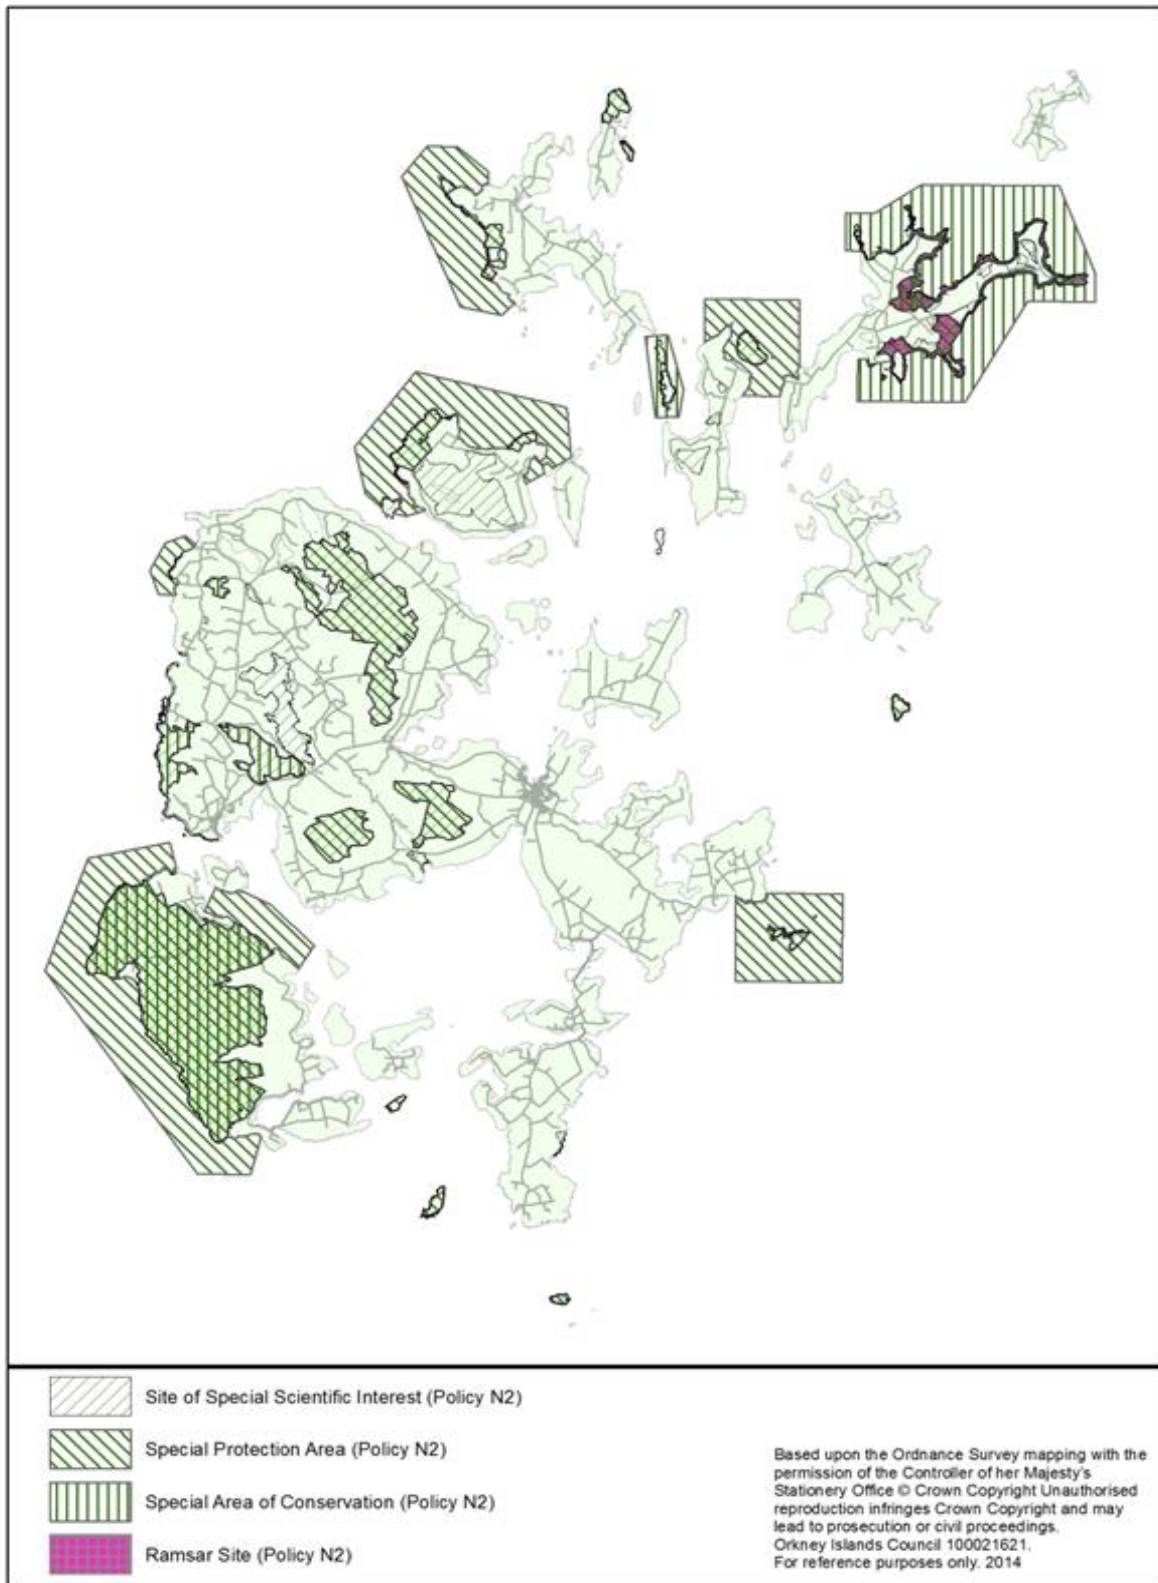 Site of Special Scientific Interest (Policy N2)
Special Protection Area (Policy N2)
Special Area of Conservation (Policy N2)
Ramsar Site (Policy N2)
Based upon the Ordnance Survey mapping with the
permission of the Controller of her Majesty's
Stationery Office © Crown Copyright Unauthorised
reproduction infringes Crown Copyright and may
lead to prosecution or civil proceedings.
Orkney Islands Council 100021621.
For reference purposes only. 2014